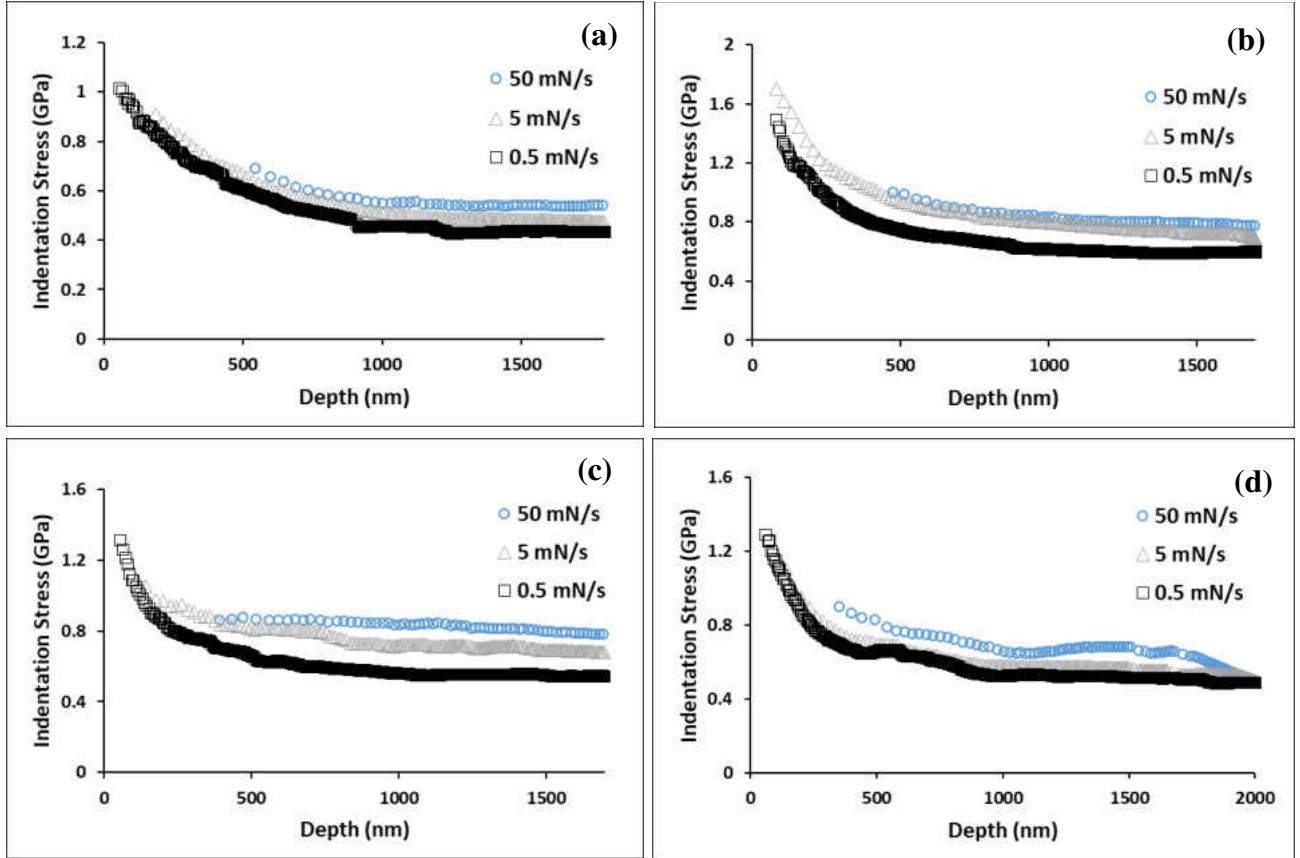 (a)
1.2
1
0.8
0.6
0.4
0.2
0
Indentation Stress (GPa)
50 mN/s
5 mN/s
0.5 mN/s
0 500 1000 1500
Depth (nm)
(b)
2
1.6
1.2
0.8
0.4
0
Indentation Stress (GPa)
50 mN/s
5 mN/s
0.5 mN/s
0 500 1000 1500
Depth (nm)
(c)
1.6
1.2
0.8
0.4
0
Indentation Stress (GPa)
50 mN/s
5 mN/s
0.5 mN/s
0 500 1000 1500
Depth (nm)
(d)
1.6
1.2
0.8
0.4
0
Indentation Stress (GPa)
50 mN/s
5 mN/s
0.5 mN/s
0 500 1000 1500 2000
Depth (nm)